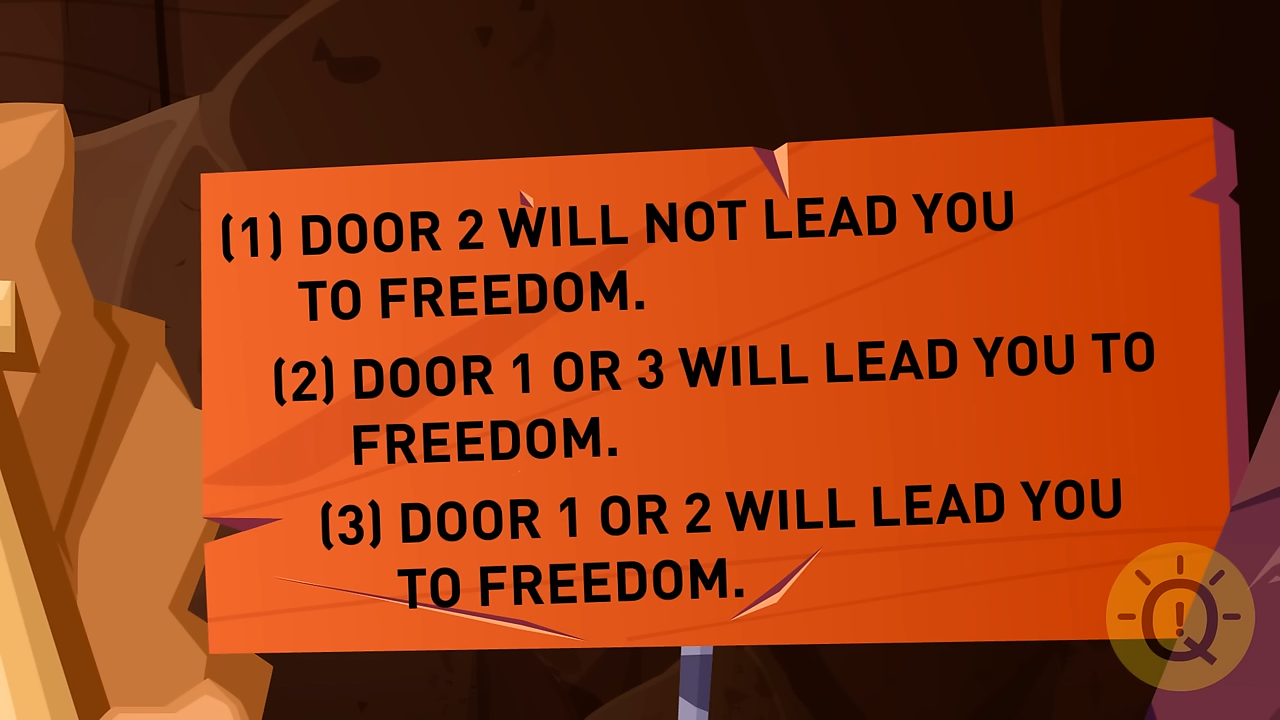 (1) DOOR 2 WILL NOT LEAD YOU
TO FREEDOM.
(2) DOOR 1 OR 3 WILL LEAD YOU TO
FREEDOM.
(3) DOOR 1 OR 2 WILL LEAD YOU
TO FREEDOM.
Q!